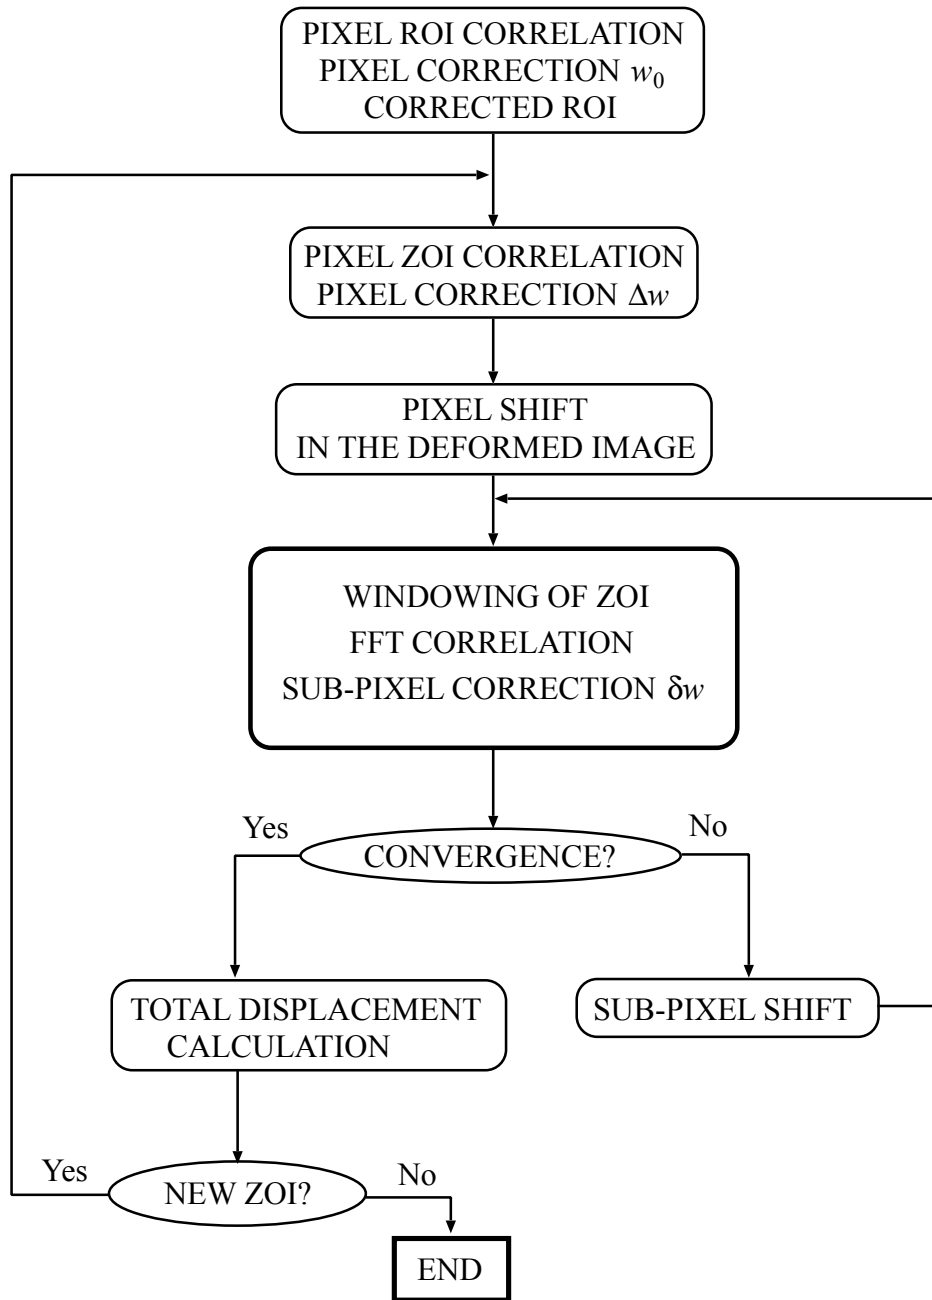 PIXEL ROI CORRELATION
PIXEL CORRECTION w₀
CORRECTED ROI
PIXEL ZOI CORRELATION
PIXEL CORRECTION Δw
PIXEL SHIFT
IN THE DEFORMED IMAGE
WINDOWING OF ZOI
FFT CORRELATION
SUB-PIXEL CORRECTION δw
Yes
No
CONVERGENCE?
TOTAL DISPLACEMENT
CALCULATION
SUB-PIXEL SHIFT
Yes
No
NEW ZOI?
END